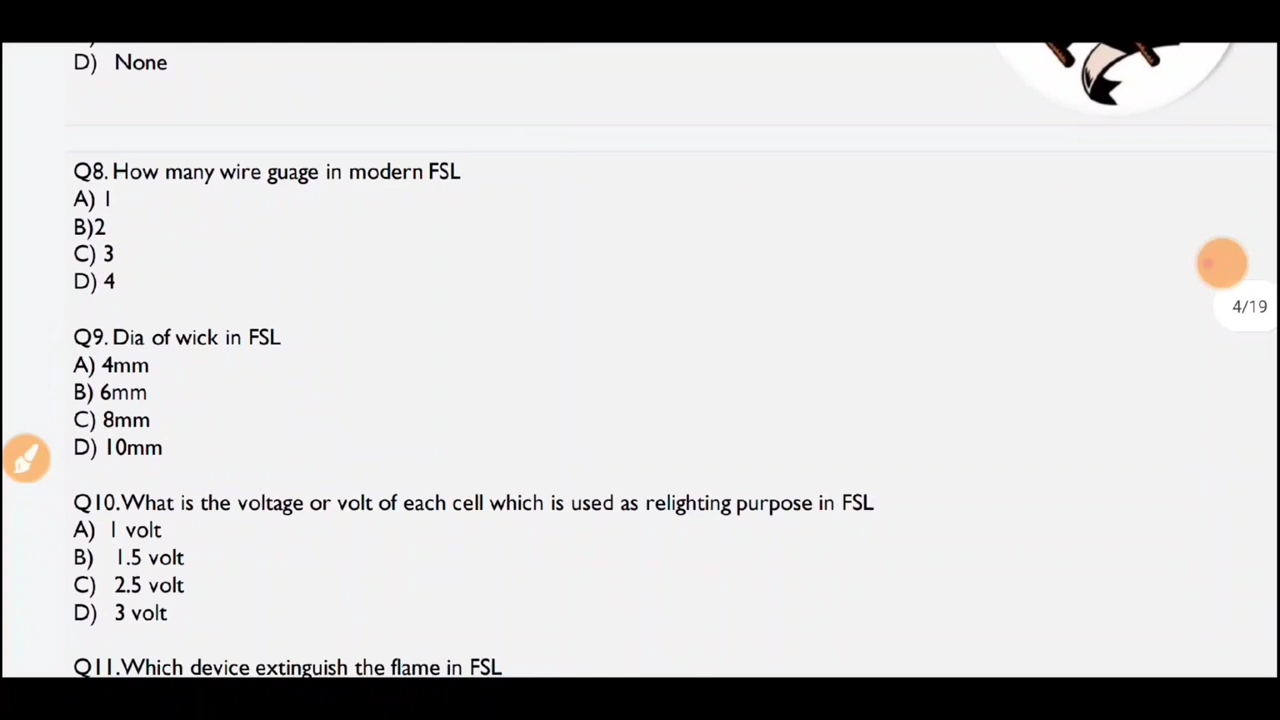 D) None
Q8. How many wire guage in modern FSL
A) 1
B)2
C) 3
D) 4
Q9. Dia of wick in FSL
A) 4mm
B) 6mm
C) 8mm
D) 10mm
Q10.What is the voltage or volt of each cell which is used as relighting purpose in FSL
A) 1 volt
B) 1.5 volt
C) 2.5 volt
D) 3 volt
Q11.Which device extinguish the flame in FSL
4/19